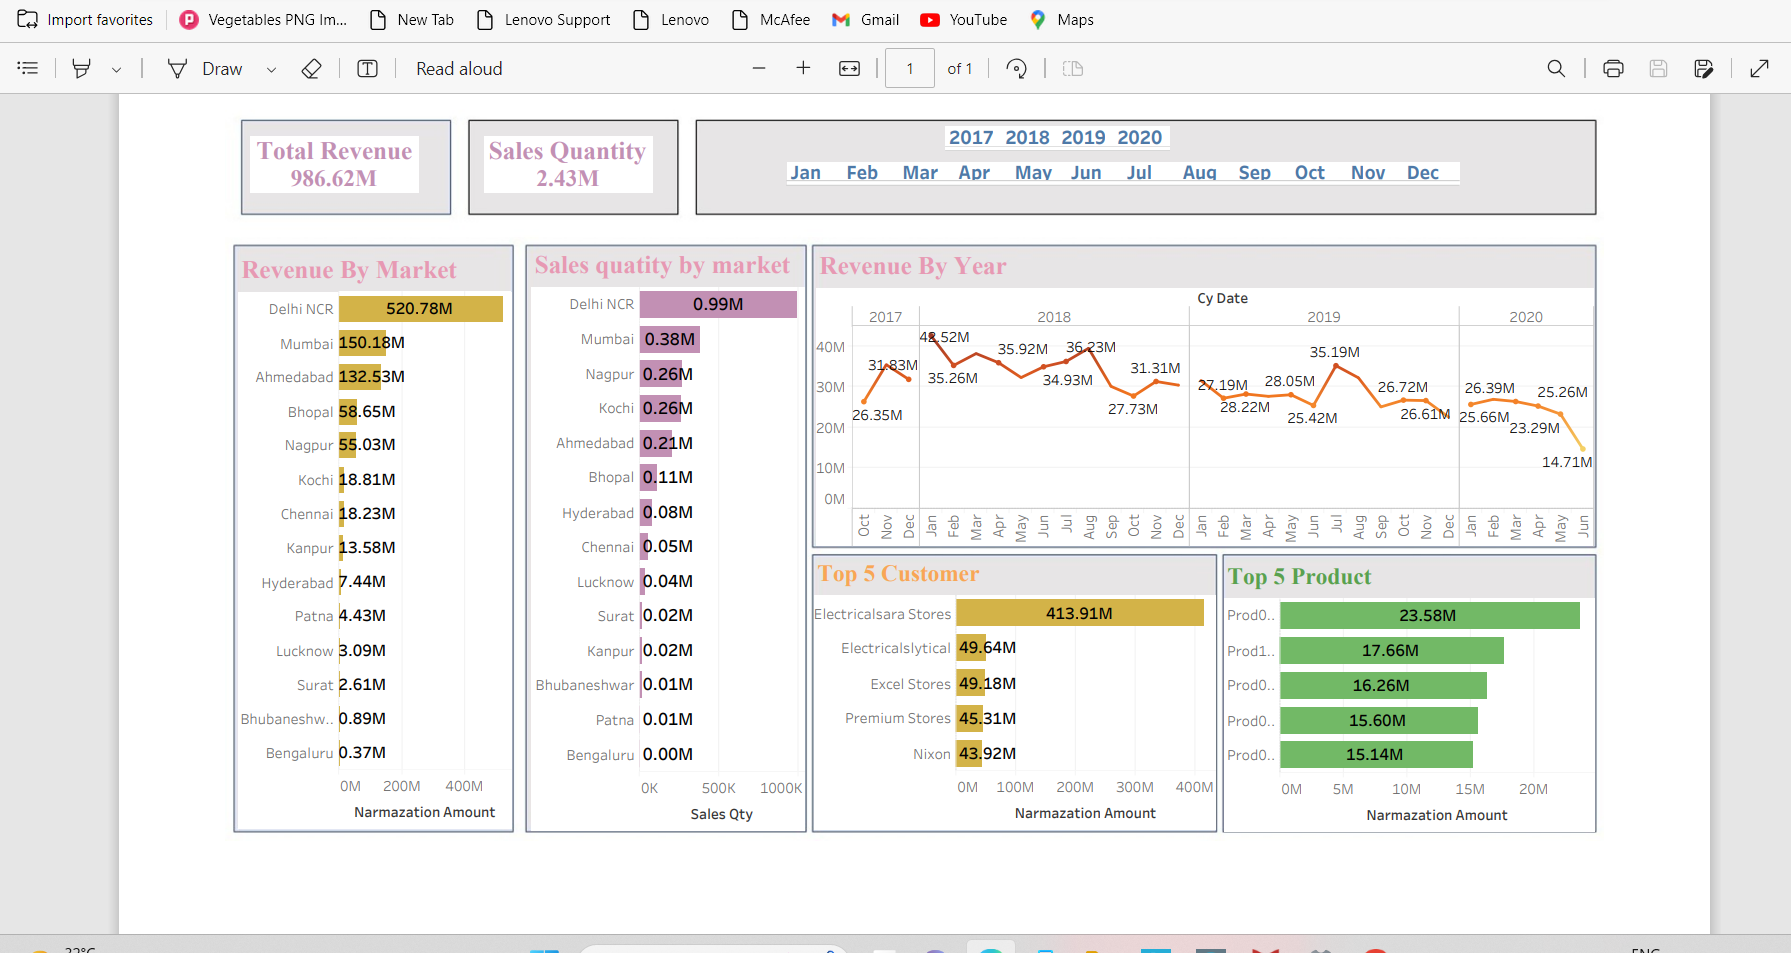 Import favorites Vegetables PNG Im... New Tab Lenovo Support Lenovo McAfee Gmail YouTube Maps
Draw T Read aloud 1 of 1
Total Revenue
986.62M
Sales Quantity
2.43M
2017 2018 2019 2020
Jan Feb Mar Apr May Jun Jul Aug Sep Oct Nov Dec
Revenue By Market
Delhi NCR 520.78M
Mumbai 150.18M
Ahmedabad 132.53M
Bhopal 58.65M
Nagpur 55.03M
Kochi 18.81M
Chennai 18.23M
Kanpur 13.58M
Hyderabad 7.44M
Patna 4.43M
Lucknow 3.09M
Surat 2.61M
Bhubaneshw.. 0.89M
Bengaluru 0.37M
0M 200M 400M
Narmazation Amount
Sales quatity by market
Delhi NCR 0.99M
Mumbai 0.38M
Nagpur 0.26M
Kochi 0.26M
Ahmedabad 0.21M
Bhopal 0.11M
Hyderabad 0.08M
Chennai 0.05M
Lucknow 0.04M
Surat 0.02M
Kanpur 0.02M
Bhubaneshwar 0.01M
Patna 0.01M
Bengaluru 0.00M
0K 500K 1000K
Sales Qty
Revenue By Year
Cy Date
2017 2018 2019 2020
40M
30M
20M
10M
0M
26.35M 31.83M 35.26M 35.92M 34.93M 36.23M 27.73M 31.31M 27.19M 28.22M 28.05M 25.42M 35.19M 26.72M 26.61M 25.66M 26.39M 23.29M 25.26M 14.71M
Oct Nov Dec Jan Feb Mar Apr May Jun Jul Aug Sep Oct Nov Dec Jan Feb Mar Apr May Jun Jul Aug Sep Oct Nov Dec Jan Feb Mar Apr May Jun
Top 5 Customer
Electricalsara Stores 413.91M
Electricalslytical 49.64M
Excel Stores 49.18M
Premium Stores 45.31M
Nixon 43.92M
0M 100M 200M 300M 400M
Narmazation Amount
Top 5 Product
Prod0.. 23.58M
Prod1.. 17.66M
Prod0.. 16.26M
Prod0.. 15.60M
Prod0.. 15.14M
0M 5M 10M 15M 20M
Narmazation Amount